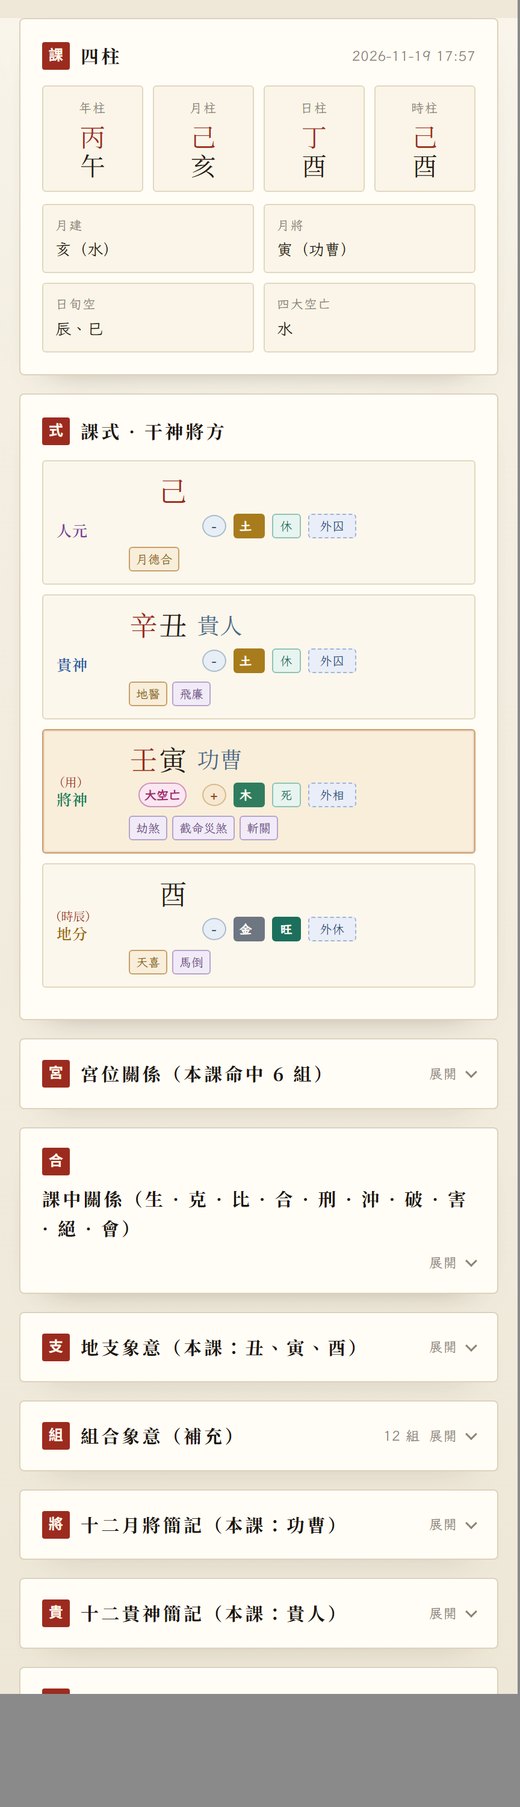 課 四柱 2026-11-19 17:57
年柱 月柱 日柱 時柱
丙 己 丁 己
午 亥 酉 酉
月建 月將
亥（水） 寅（功曹）
日旬空 四大空亡
辰、巳 水
式 課式 · 干神將方
己
人元 - 土 休 外囚
月德合
辛丑 貴人
貴神 - 土 休 外囚
地醫 飛廉
壬寅 功曹
（用）
將神 大空亡 + 木 死 外相
劫煞 截命災煞 斬關
酉
（時辰）
地分 - 金 旺 外休
天喜 馬倒
宮 宮位關係（本課命中 6 組） 展開
合
課中關係（生 · 克 · 比 · 合 · 刑 · 沖 · 破 · 害
· 絕 · 會）
展開
支 地支象意（本課：丑、寅、酉） 展開
組 組合象意（補充） 12 組 展開
將 十二月將簡記（本課：功曹） 展開
貴 十二貴神簡記（本課：貴人） 展開